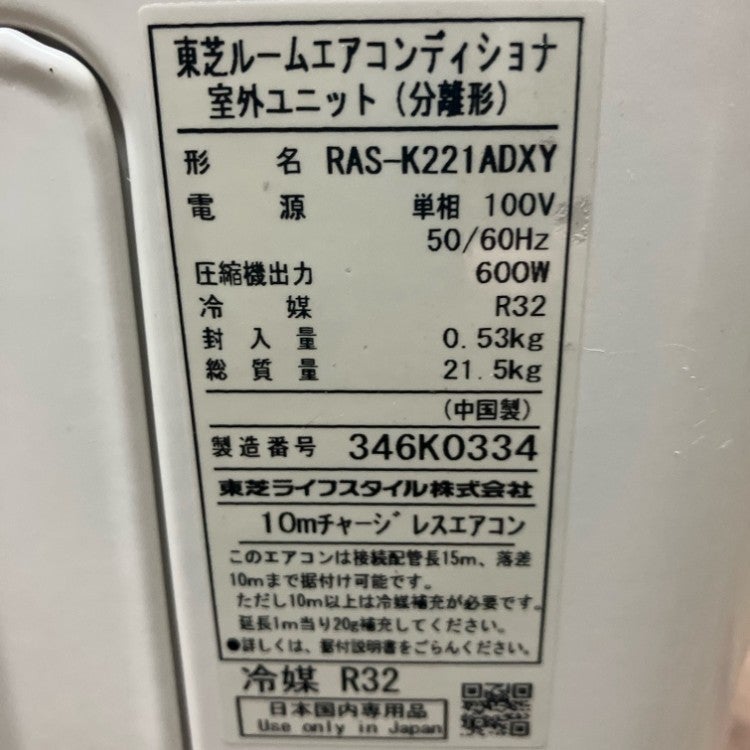 東芝ルームエアコンディショナ
室外ユニット(分離形)
形 名 RAS-K221ADXY
電 源 単相 100V
50/60Hz
圧縮機出力 600W
冷 媒 R32
封 入 量 0.53kg
総 質 量 21.5kg
(中国製)
製造番号 346K0334
東芝ライフスタイル株式会社
10mチャージレスエアコン
このエアコンは接続配管長15m、落差
10mまで据付け可能です。
ただし10m以上は冷媒補充が必要です。
延長1m当り20g補充してください。
●詳しくは、据付説明書をごらんください。
冷媒 R32
日本国内専用品
Use only in Japan